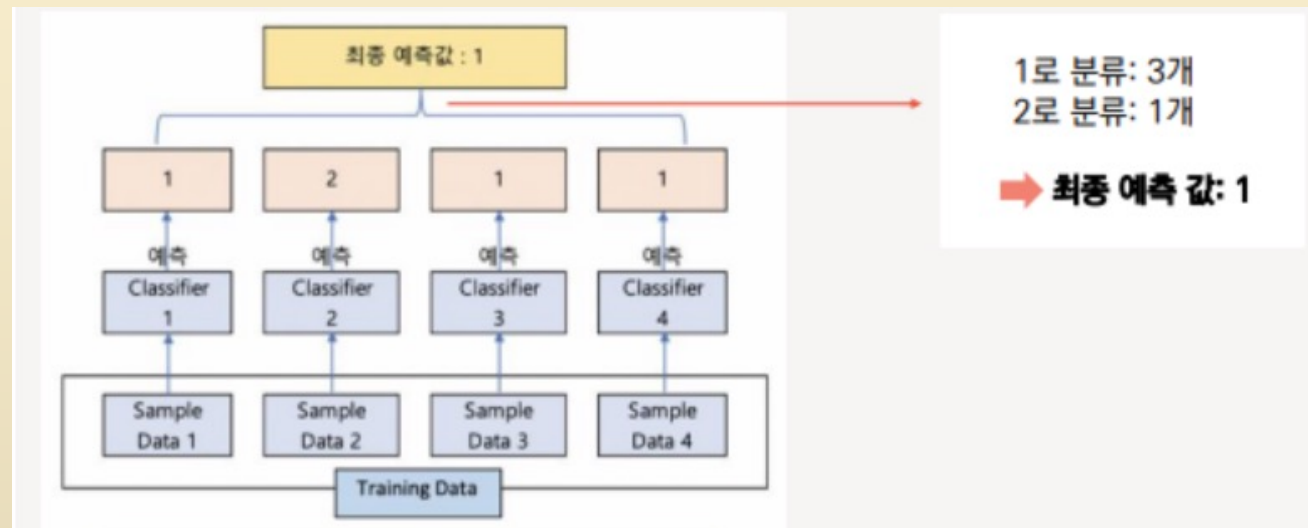 최종 예측값 : 1
1로 분류: 3개
2로 분류: 1개
최종 예측 값: 1
1 2 1 1
예측 예측 예측 예측
Classifier Classifier Classifier Classifier
1 2 3 4
Sample Sample Sample Sample
Data 1 Data 2 Data 3 Data 4
Training Data